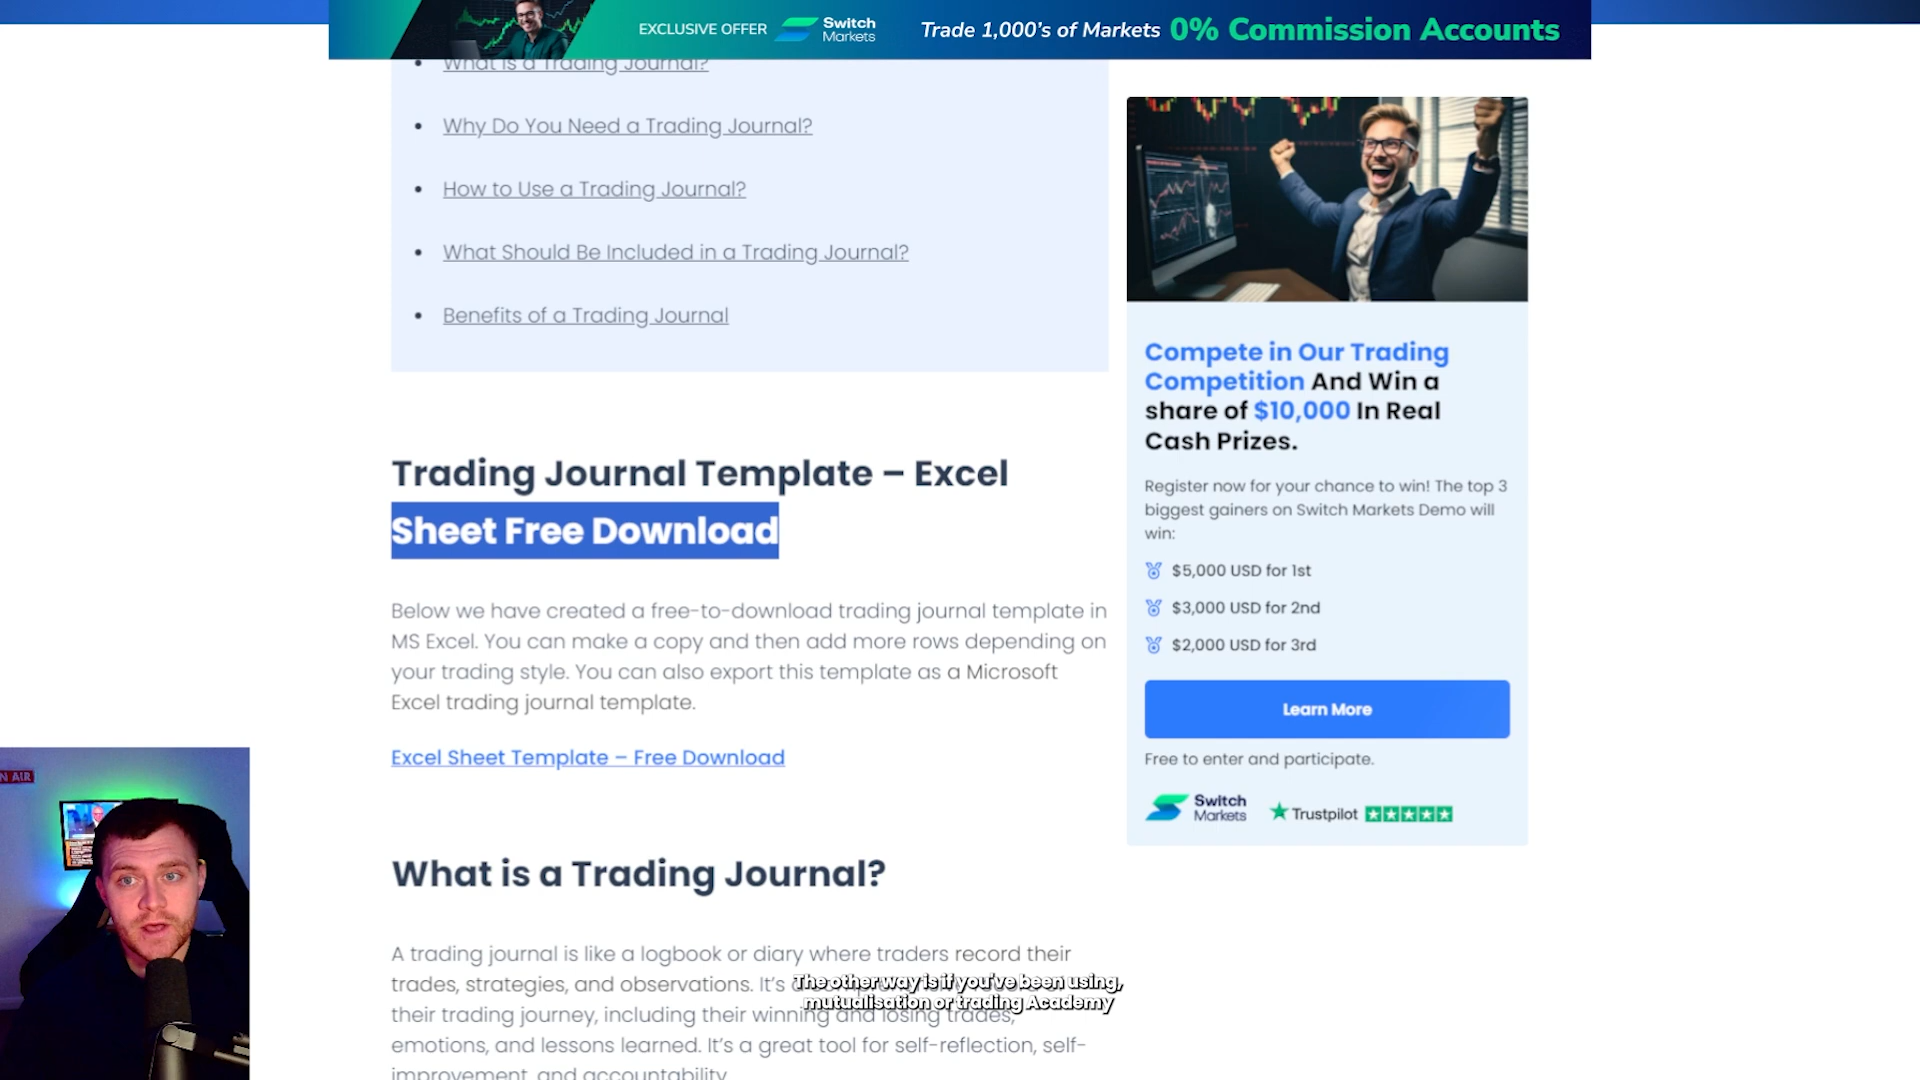 EXCLUSIVE OFFER
Switch
Markets
Trade 1,000’s of Markets 0% Commission Accounts
What is a Trading Journal?
Why Do You Need a Trading Journal?
How to Use a Trading Journal?
What Should Be Included in a Trading Journal?
Benefits of a Trading Journal
Trading Journal Template – Excel
Sheet Free Download
Below we have created a free-to-download trading journal template in
MS Excel. You can make a copy and then add more rows depending on
your trading style. You can also export this template as a Microsoft
Excel trading journal template.
Excel Sheet Template – Free Download
What is a Trading Journal?
A trading journal is like a logbook or diary where traders record their
trades, strategies, and observations. It’s
their trading journey, including their winning and losing trades,
emotions, and lessons learned. It’s a great tool for self-reflection, self-
improvement, and accountability.
The other way is if you've been using,
mutualisation or trading Academy
Compete in Our Trading
Competition And Win a
share of $10,000 In Real
Cash Prizes.
Register now for your chance to win! The top 3
biggest gainers on Switch Markets Demo will
win:
$5,000 USD for 1st
$3,000 USD for 2nd
$2,000 USD for 3rd
Learn More
Free to enter and participate.
Switch
Markets
Trustpilot
N AIR